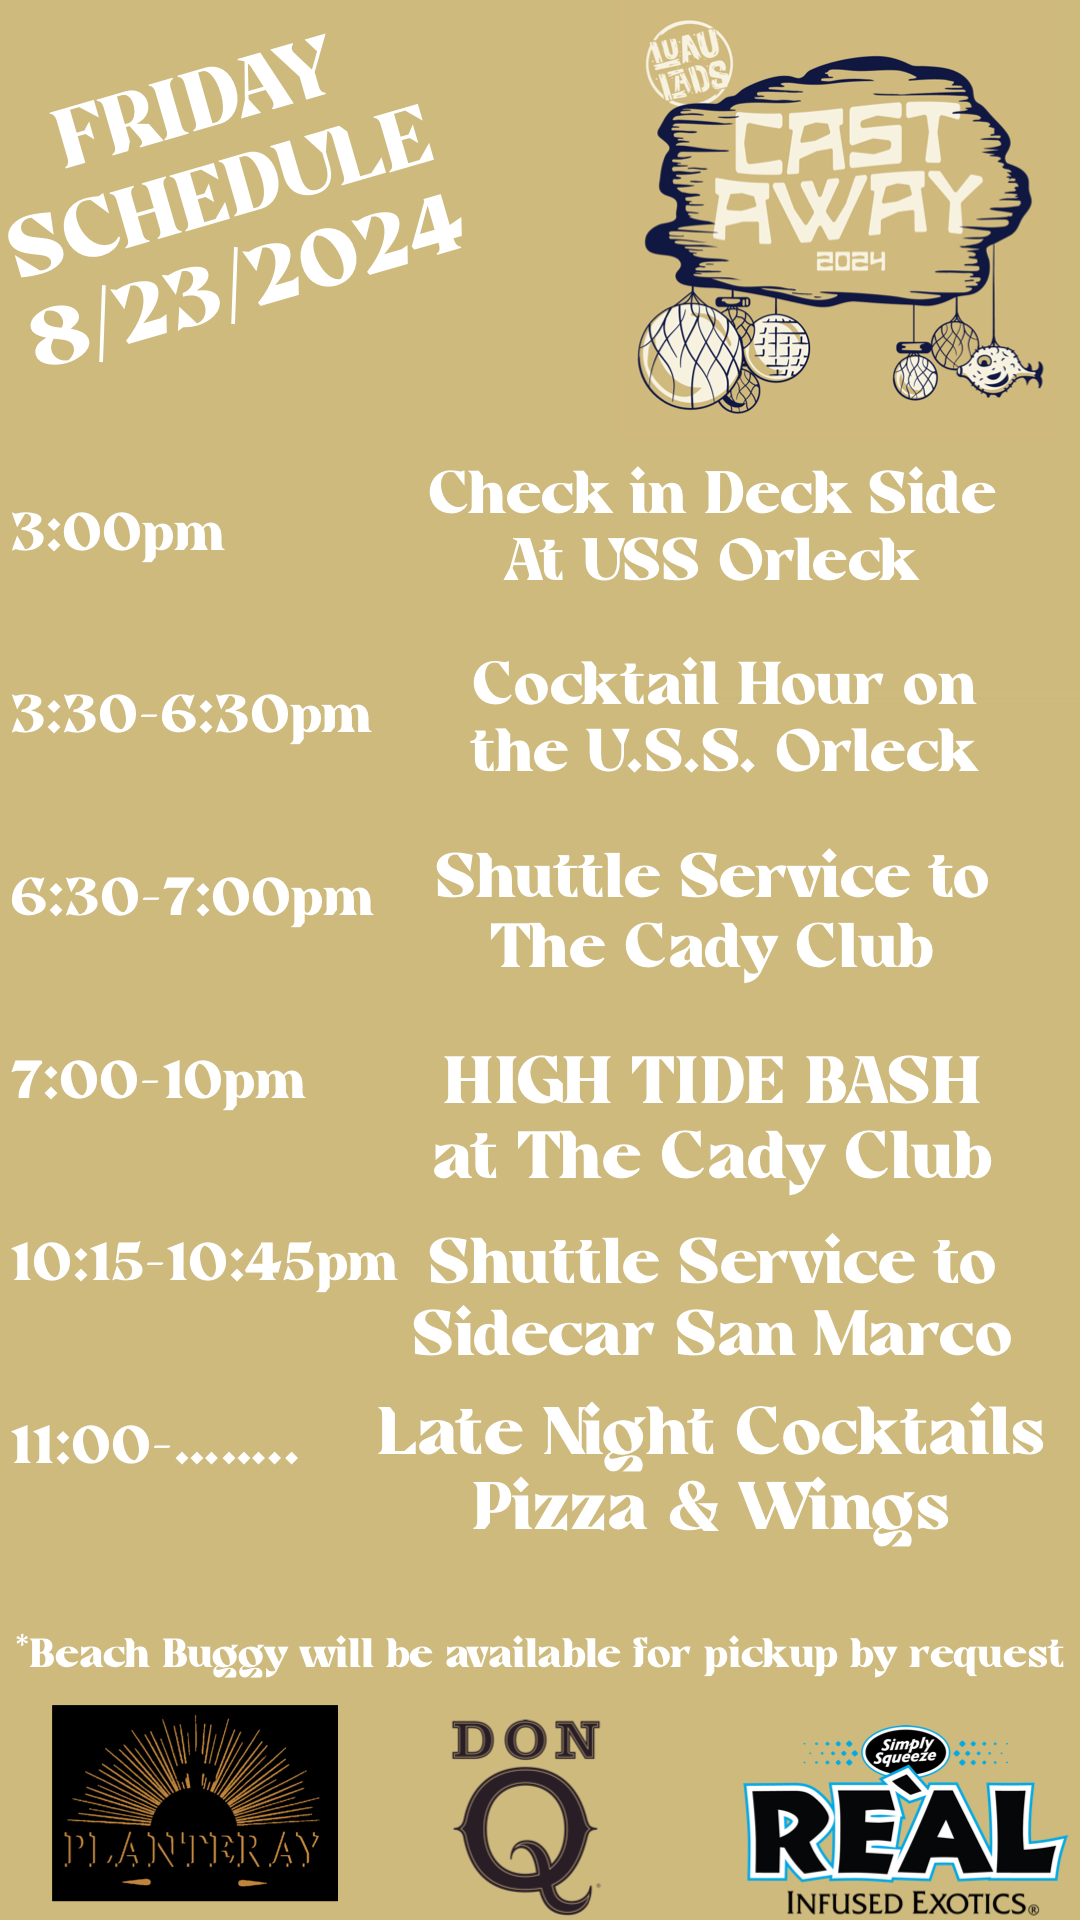 FRIDAY
SCHEDULE
8/23/2024
LUAU
LADS
CAST
AWAY
2024
3:00pm
Check in Deck Side
At USS Orleck
3:30-6:30pm
Cocktail Hour on
the U.S.S. Orleck
6:30-7:00pm
Shuttle Service to
The Cady Club
7:00-10pm
HIGH TIDE BASH
at The Cady Club
10:15-10:45pm
Shuttle Service to
Sidecar San Marco
11:00-........
Late Night Cocktails
Pizza & Wings
*Beach Buggy will be available for pickup by request
PLANTERAY
DON
Q
Simply
Squeeze
REÀL
INFUSED EXOTICS®